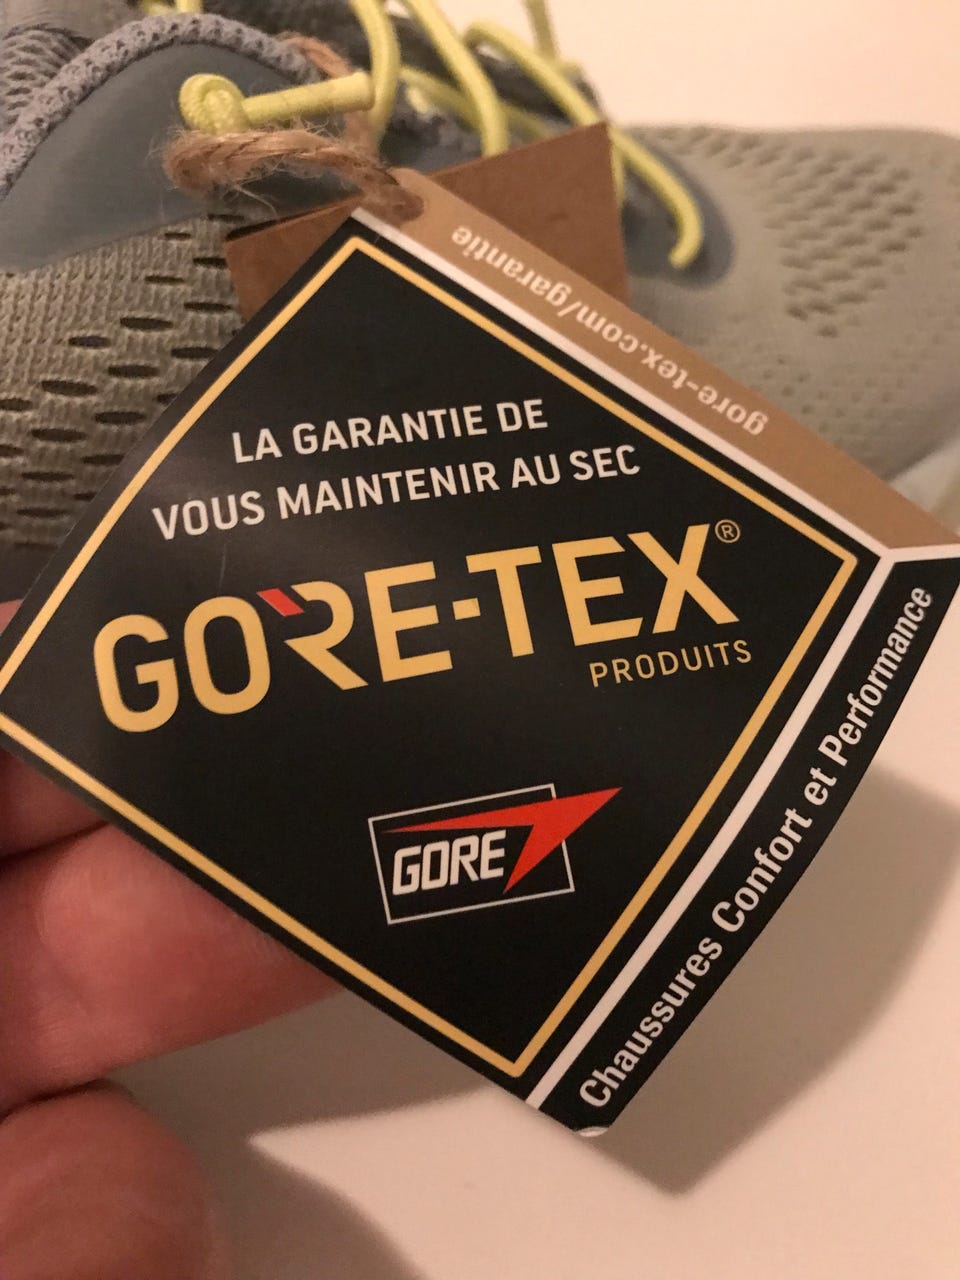 gore-tex.com/garantie
LA GARANTIE DE
VOUS MAINTENIR AU SEC
GORE-TEX®
PRODUITS
GORE
Chaussures Confort et Performance